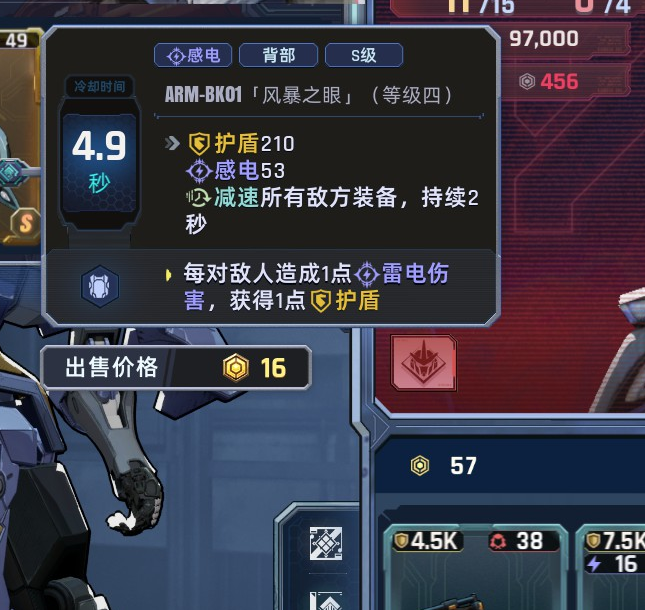 /15
/4
49
97,000
456
感电
背部
S级
冷却时间
4.9
秒
ARM-BK01「风暴之眼」（等级四）
护盾210
感电53
减速所有敌方装备，持续2
秒
每对敌人造成1点雷电伤
害，获得1点护盾
S
出售价格
16
57
4.5K
38
7.5K
16